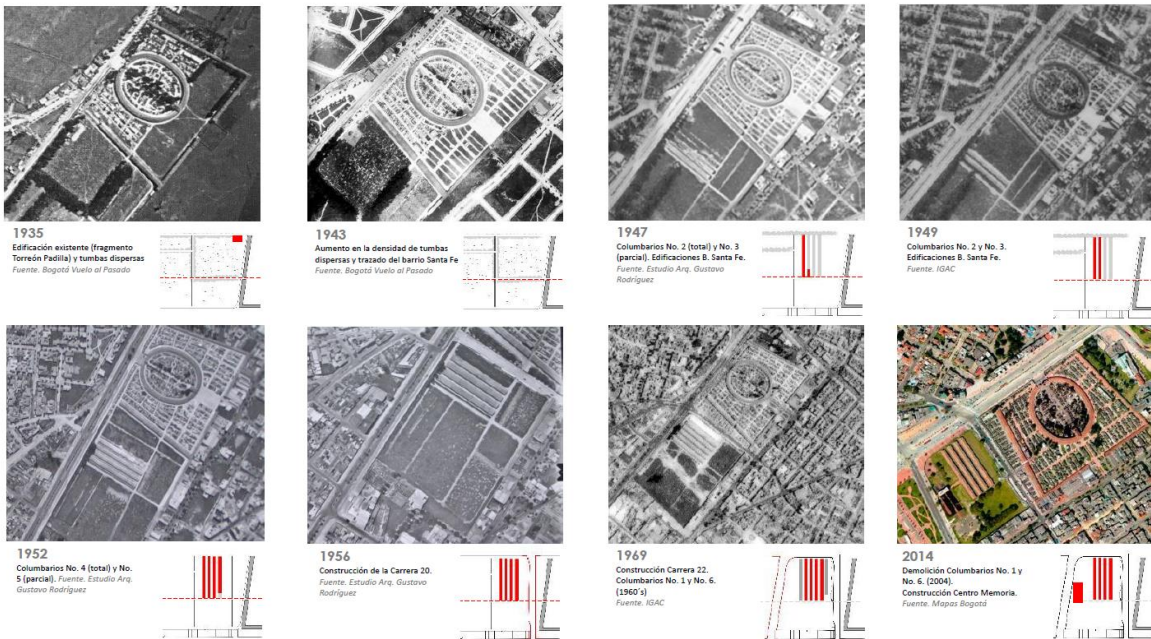 1935
Edificación existente (fragmento
Torreón Padilla) y tumbas dispersas
Fuente. Bogotá Vuelo al Pasado
1943
Aumento en la densidad de tumbas
dispersas y trazado del barrio Santa Fe
Fuente. Bogotá Vuelo al Pasado
1947
Columbarios No. 2 (total) y No. 3
(parcial). Edificaciones B. Santa Fe.
Fuente. Estudio Arq. Gustavo
Rodríguez
1949
Columbarios No. 2 y No. 3.
Edificaciones B. Santa Fe.
Fuente. IGAC
1952
Columbarios No. 4 (total) y No.
5 (parcial). Fuente. Estudio Arq.
Gustavo Rodríguez
1956
Construcción de la Carrera 20.
Fuente. Estudio Arq. Gustavo
Rodríguez
1969
Construcción Carrera 22.
Columbarios No. 1 y No. 6.
(1960´s)
Fuente. IGAC
2014
Demolición Columbarios No. 1 y
No. 6. (2004).
Construcción Centro Memoria.
Fuente. Mapas Bogotá